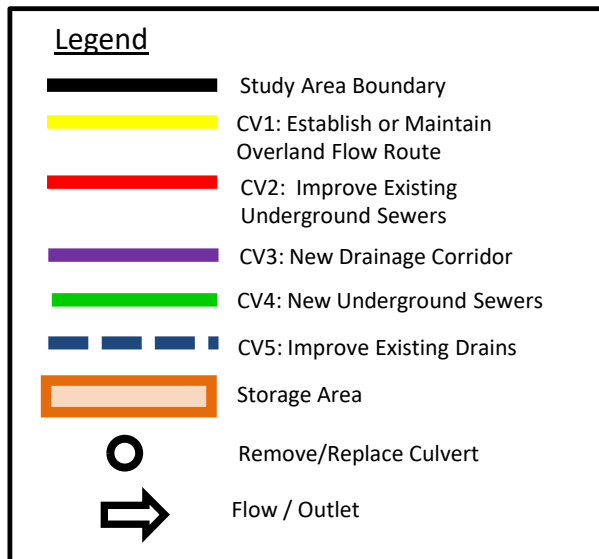 Legend
Study Area Boundary
CV1: Establish or Maintain
Overland Flow Route
CV2: Improve Existing
Underground Sewers
CV3: New Drainage Corridor
CV4: New Underground Sewers
CV5: Improve Existing Drains
Storage Area
Remove/Replace Culvert
Flow / Outlet